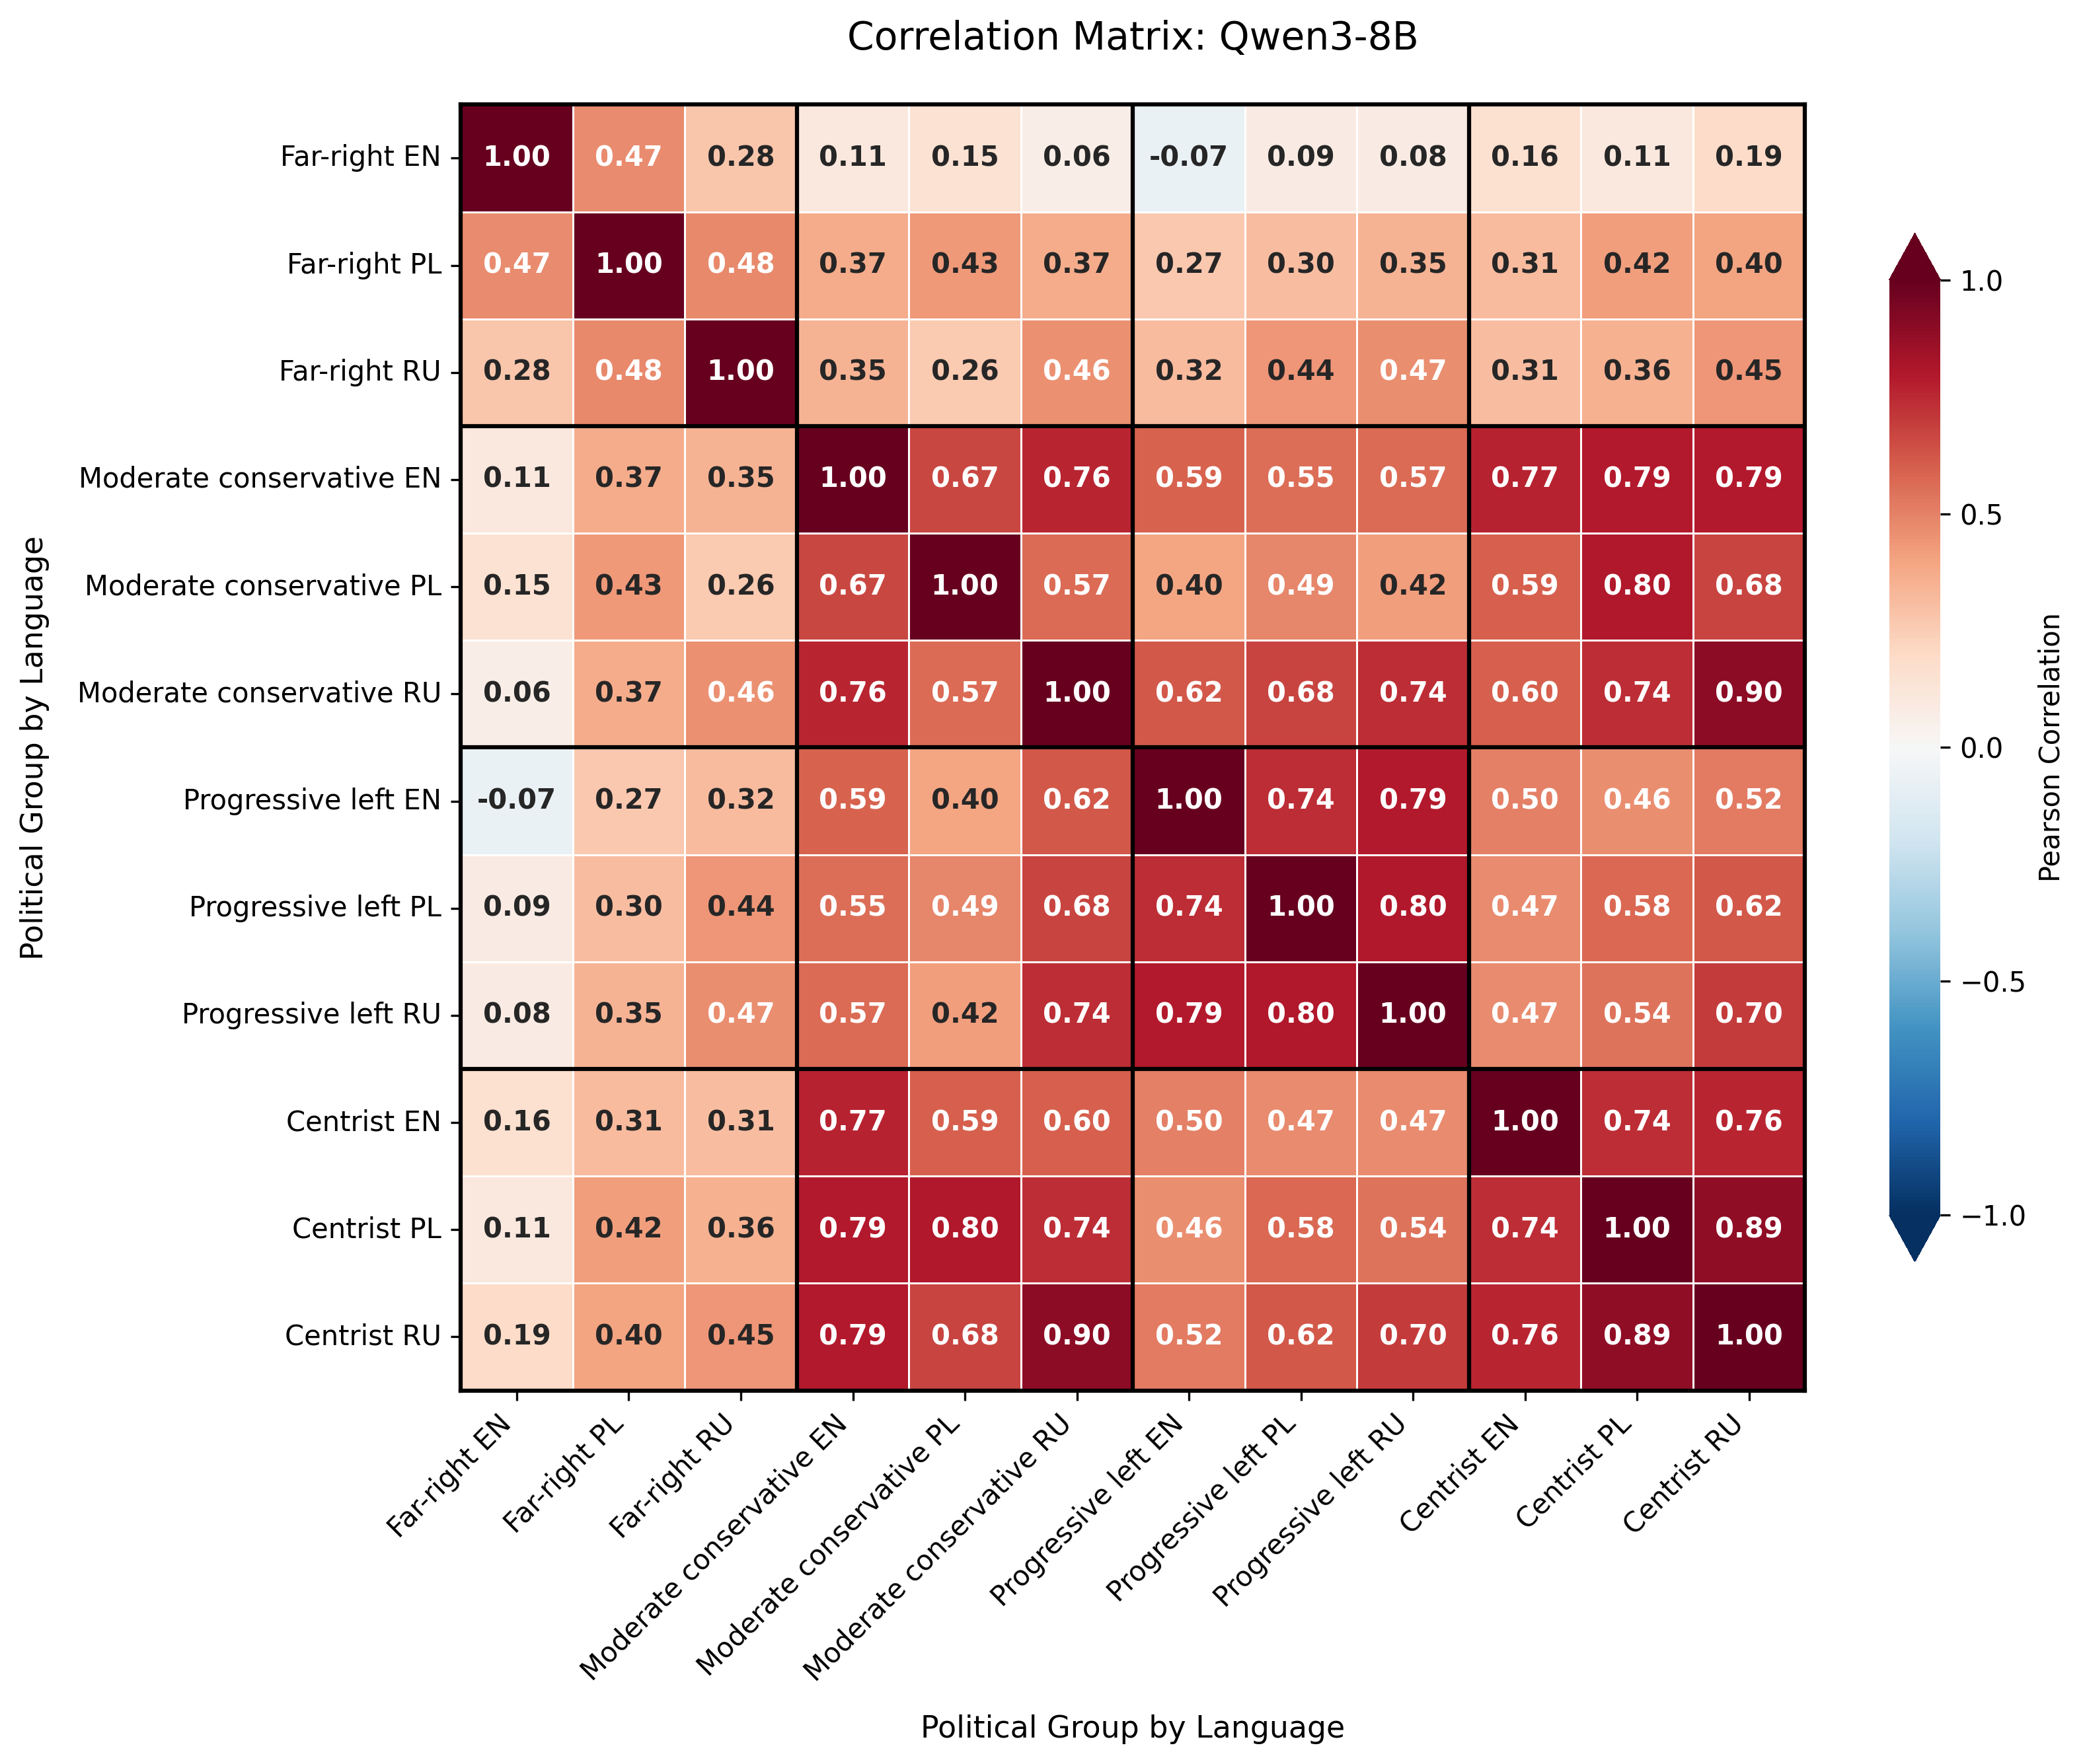 Correlation Matrix: Qwen3-8B
Political Group by Language
Far-right EN 1.00 0.47 0.28 0.11 0.15 0.06 -0.07 0.09 0.08 0.16 0.11 0.19
Far-right PL 0.47 1.00 0.48 0.37 0.43 0.37 0.27 0.30 0.35 0.31 0.42 0.40
Far-right RU 0.28 0.48 1.00 0.35 0.26 0.46 0.32 0.44 0.47 0.31 0.36 0.45
Moderate conservative EN 0.11 0.37 0.35 1.00 0.67 0.76 0.59 0.55 0.57 0.77 0.79 0.79
Moderate conservative PL 0.15 0.43 0.26 0.67 1.00 0.57 0.40 0.49 0.42 0.59 0.80 0.68
Moderate conservative RU 0.06 0.37 0.46 0.76 0.57 1.00 0.62 0.68 0.74 0.60 0.74 0.90
Progressive left EN -0.07 0.27 0.32 0.59 0.40 0.62 1.00 0.74 0.79 0.50 0.46 0.52
Progressive left PL 0.09 0.30 0.44 0.55 0.49 0.68 0.74 1.00 0.80 0.47 0.58 0.62
Progressive left RU 0.08 0.35 0.47 0.57 0.42 0.74 0.79 0.80 1.00 0.47 0.54 0.70
Centrist EN 0.16 0.31 0.31 0.77 0.59 0.60 0.50 0.47 0.47 1.00 0.74 0.76
Centrist PL 0.11 0.42 0.36 0.79 0.80 0.74 0.46 0.58 0.54 0.74 1.00 0.89
Centrist RU 0.19 0.40 0.45 0.79 0.68 0.90 0.52 0.62 0.70 0.76 0.89 1.00
Far-right EN
Far-right PL
Far-right RU
Moderate conservative EN
Moderate conservative PL
Moderate conservative RU
Progressive left EN
Progressive left PL
Progressive left RU
Centrist EN
Centrist PL
Centrist RU
Political Group by Language
1.0
0.5
0.0
−0.5
−1.0
Pearson Correlation